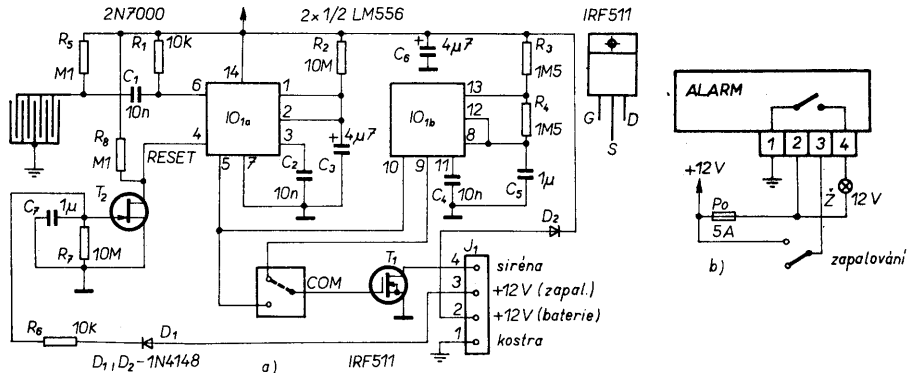 2N7000
2× 1/2 LM556
IRF511
R5
M1
R1
10k
C1
10n
6
14
4
RESET
R8
M1
IO1a
1
2
3
5
7
R2
10M
C2
10n
C3
4μ7
C6
+
4μ7
IO1b
13
12
8
10
9
11
R3
1M5
R4
1M5
C4
10n
C5
1μ
G
D
S
T2
C7
1μ
R7
10M
COM
T1
D2
J1
4 siréna
3 +12V (zapal.)
2 +12V (baterie)
1 kostra
R6
10k
D1
D1, D2-1N4148
a)
IRF511
ALARM
1 2 3 4
+12V
Ž
12V
Po
5A
b)
zapalování